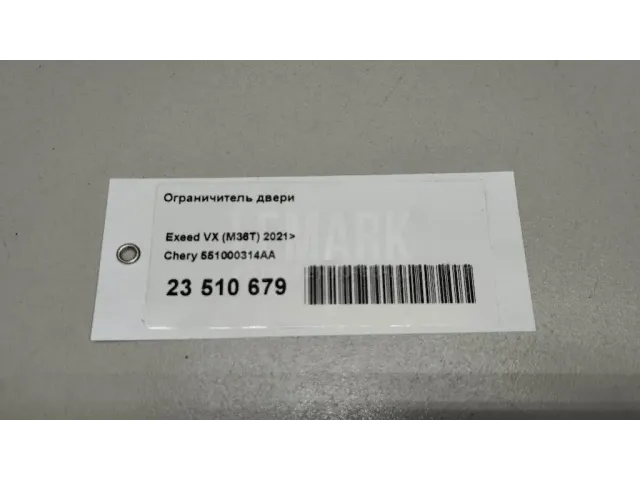 Ограничитель двери
Exeed VX (M36T) 2021>
Chery 551000314AA
23 510 679